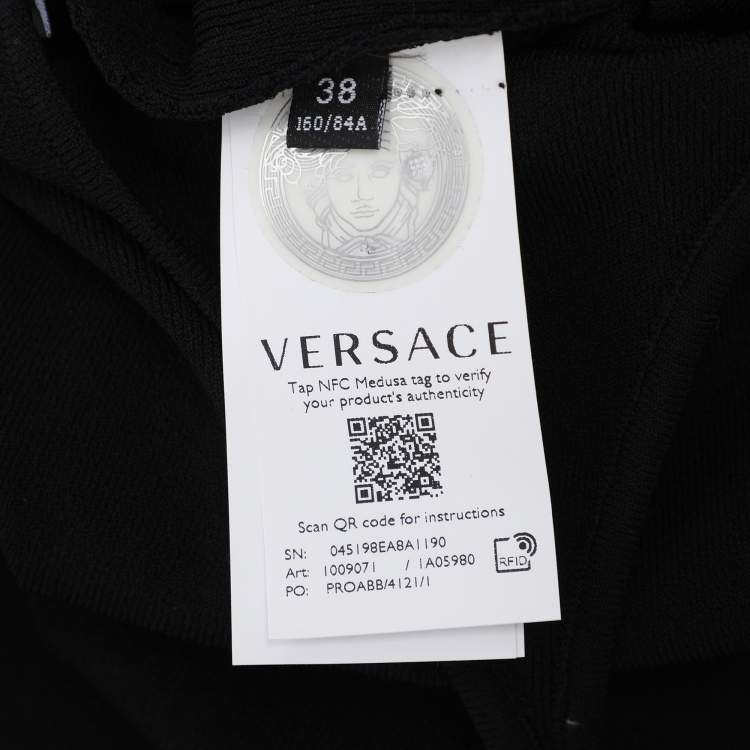 38
160/84A
VERSACE
Tap NFC Medusa tag to verify
your product's authenticity
Scan QR code for instructions
SN: 045198EA8A1190
Art: 1009071 / 1A05980
PO: PROABB/4121/1
RFID